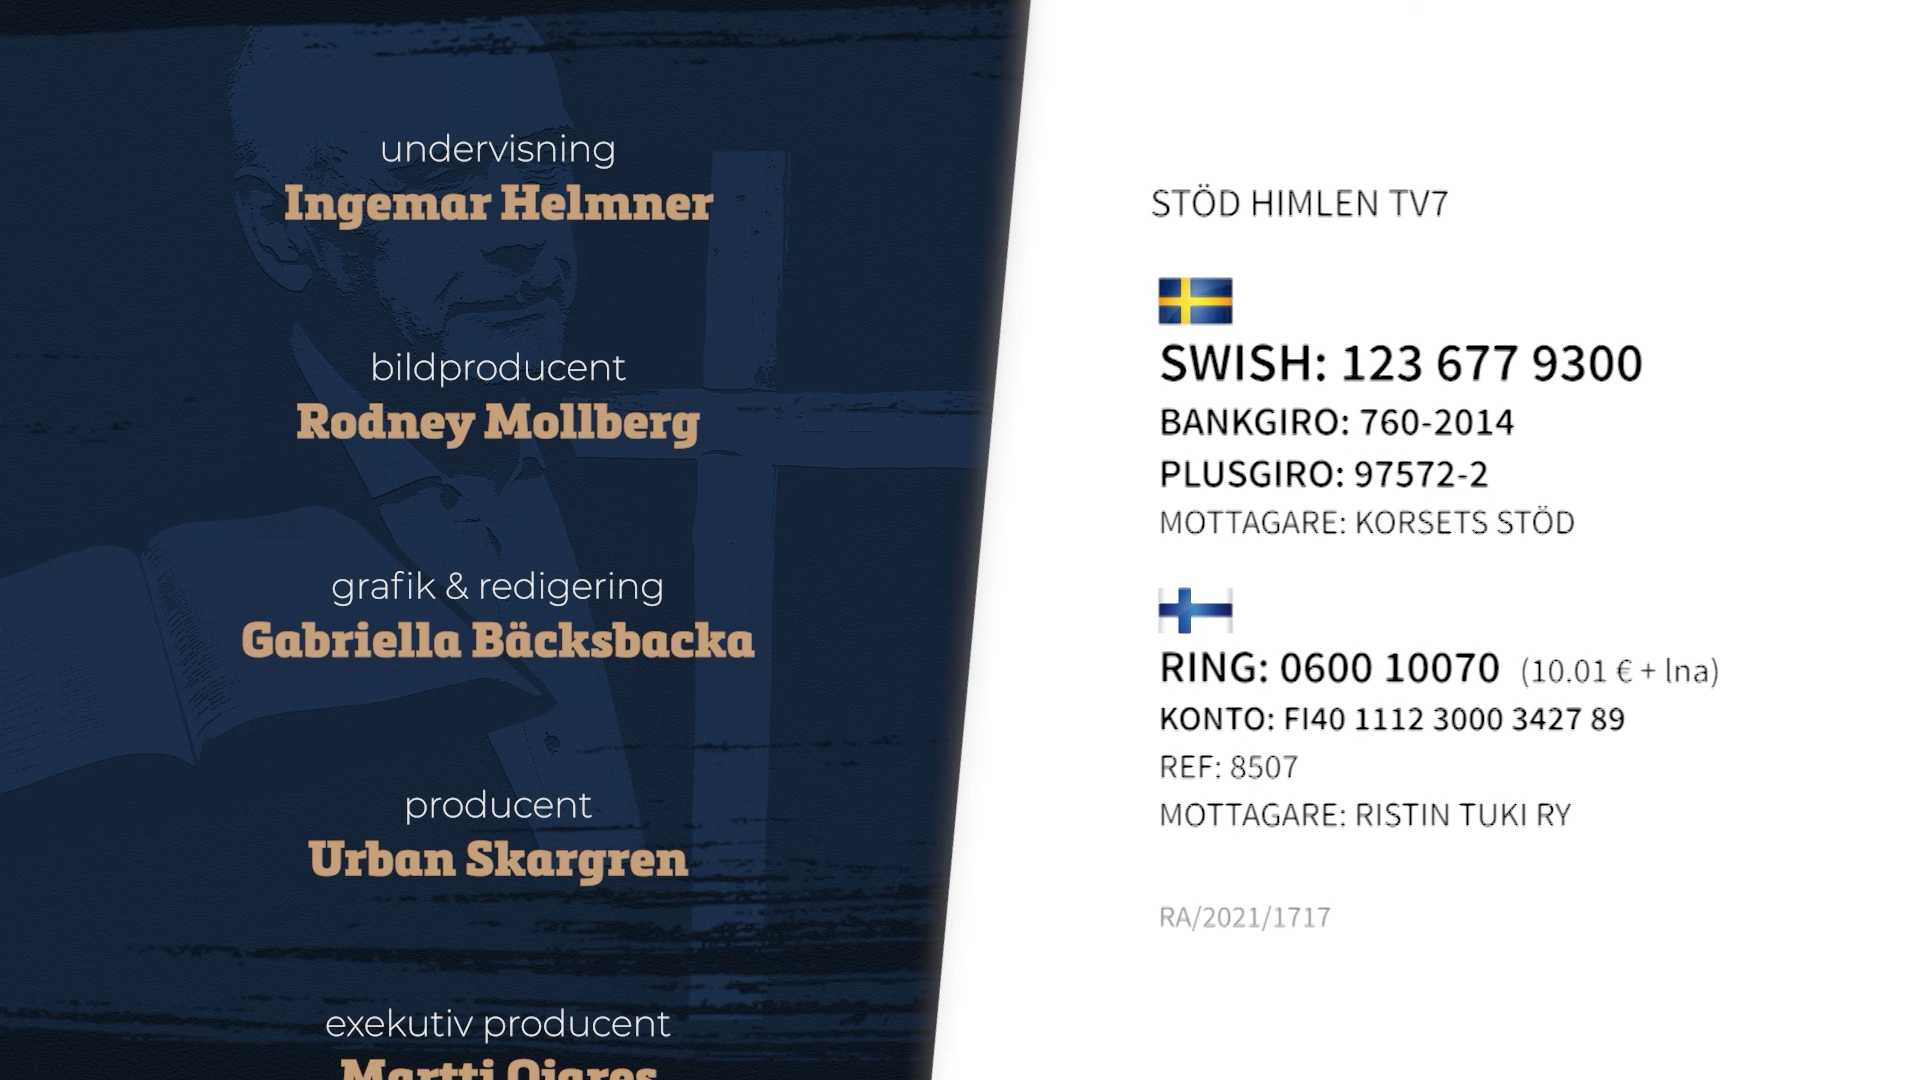 undervisning
Ingemar Helmner
bildproducent
Rodney Mollberg
grafik & redigering
Gabriella Bäcksbacka
producent
Urban Skargren
exekutiv producent
Martti Ojares
STÖD HIMLEN TV7
SWISH: 123 677 9300
BANKGIRO: 760-2014
PLUSGIRO: 97572-2
MOTTAGARE: KORSETS STÖD
RING: 0600 10070 (10.01 € + lna)
KONTO: FI40 1112 3000 3427 89
REF: 8507
MOTTAGARE: RISTIN TUKI RY
RA/2021/1717